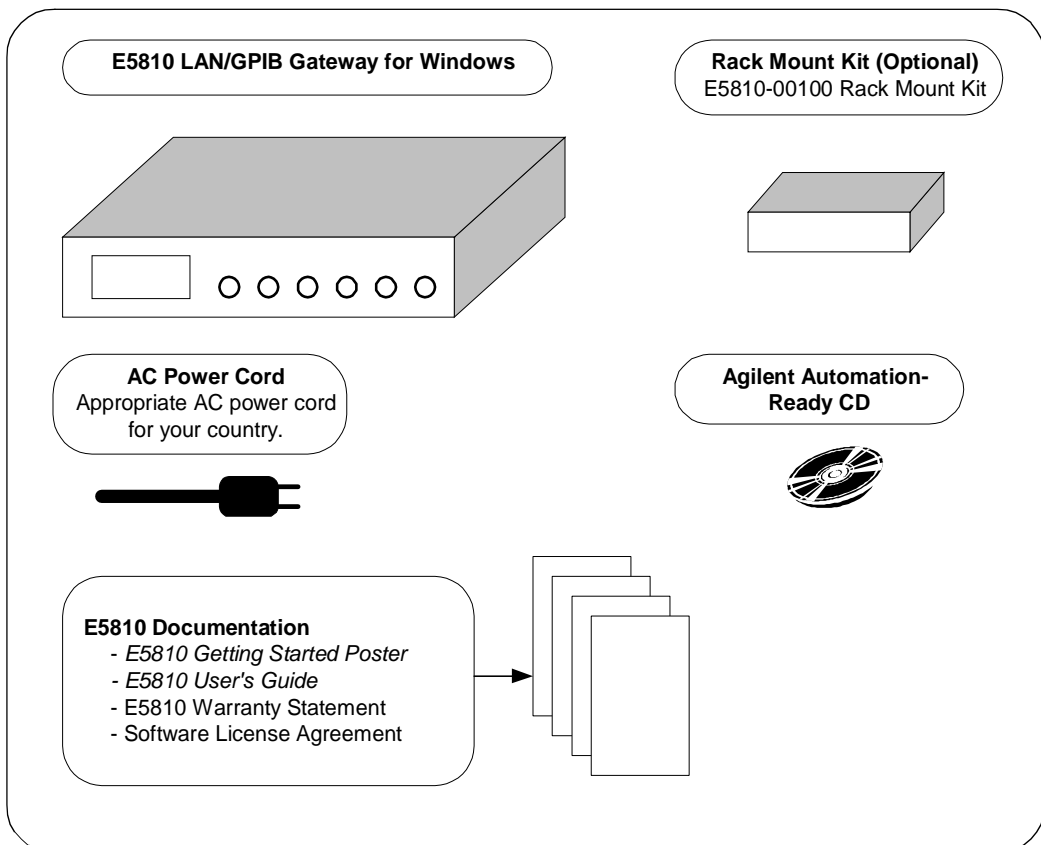 E5810 LAN/GPIB Gateway for Windows
Rack Mount Kit (Optional)
E5810-00100 Rack Mount Kit
AC Power Cord
Appropriate AC power cord
for your country.
Agilent Automation-
Ready CD
E5810 Documentation
- E5810 Getting Started Poster
- E5810 User's Guide
- E5810 Warranty Statement
- Software License Agreement